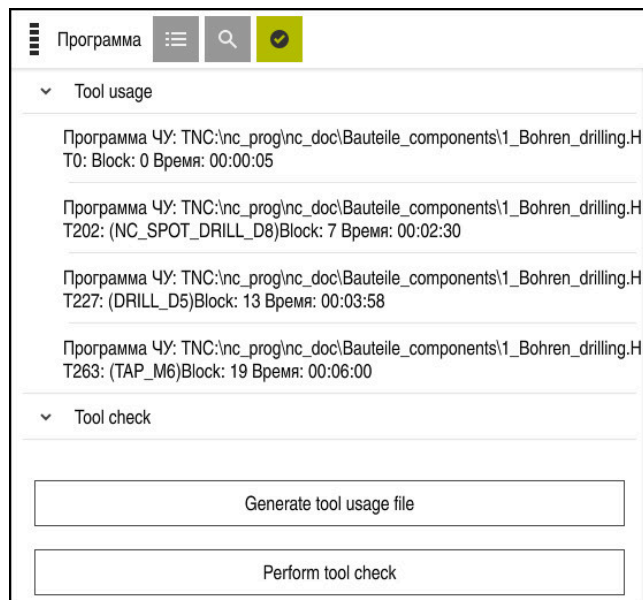 Программа
Tool usage
Программа ЧУ: TNC:\nc_prog\nc_doc\Bauteile_components\1_Bohren_drilling.H
T0: Block: 0 Время: 00:00:05
Программа ЧУ: TNC:\nc_prog\nc_doc\Bauteile_components\1_Bohren_drilling.H
T202: (NC_SPOT_DRILL_D8)Block: 7 Время: 00:02:30
Программа ЧУ: TNC:\nc_prog\nc_doc\Bauteile_components\1_Bohren_drilling.H
T227: (DRILL_D5)Block: 13 Время: 00:03:58
Программа ЧУ: TNC:\nc_prog\nc_doc\Bauteile_components\1_Bohren_drilling.H
T263: (TAP_M6)Block: 19 Время: 00:06:00
Tool check
Generate tool usage file
Perform tool check